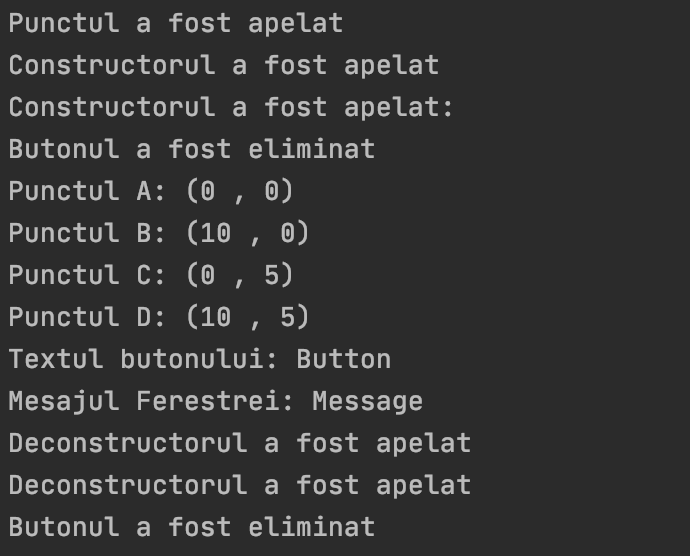 Punctul a fost apelat
Constructorul a fost apelat
Constructorul a fost apelat:
Butonul a fost eliminat
Punctul A: (0 , 0)
Punctul B: (10 , 0)
Punctul C: (0 , 5)
Punctul D: (10 , 5)
Textul butonului: Button
Mesajul Ferestrei: Message
Deconstructorul a fost apelat
Deconstructorul a fost apelat
Butonul a fost eliminat